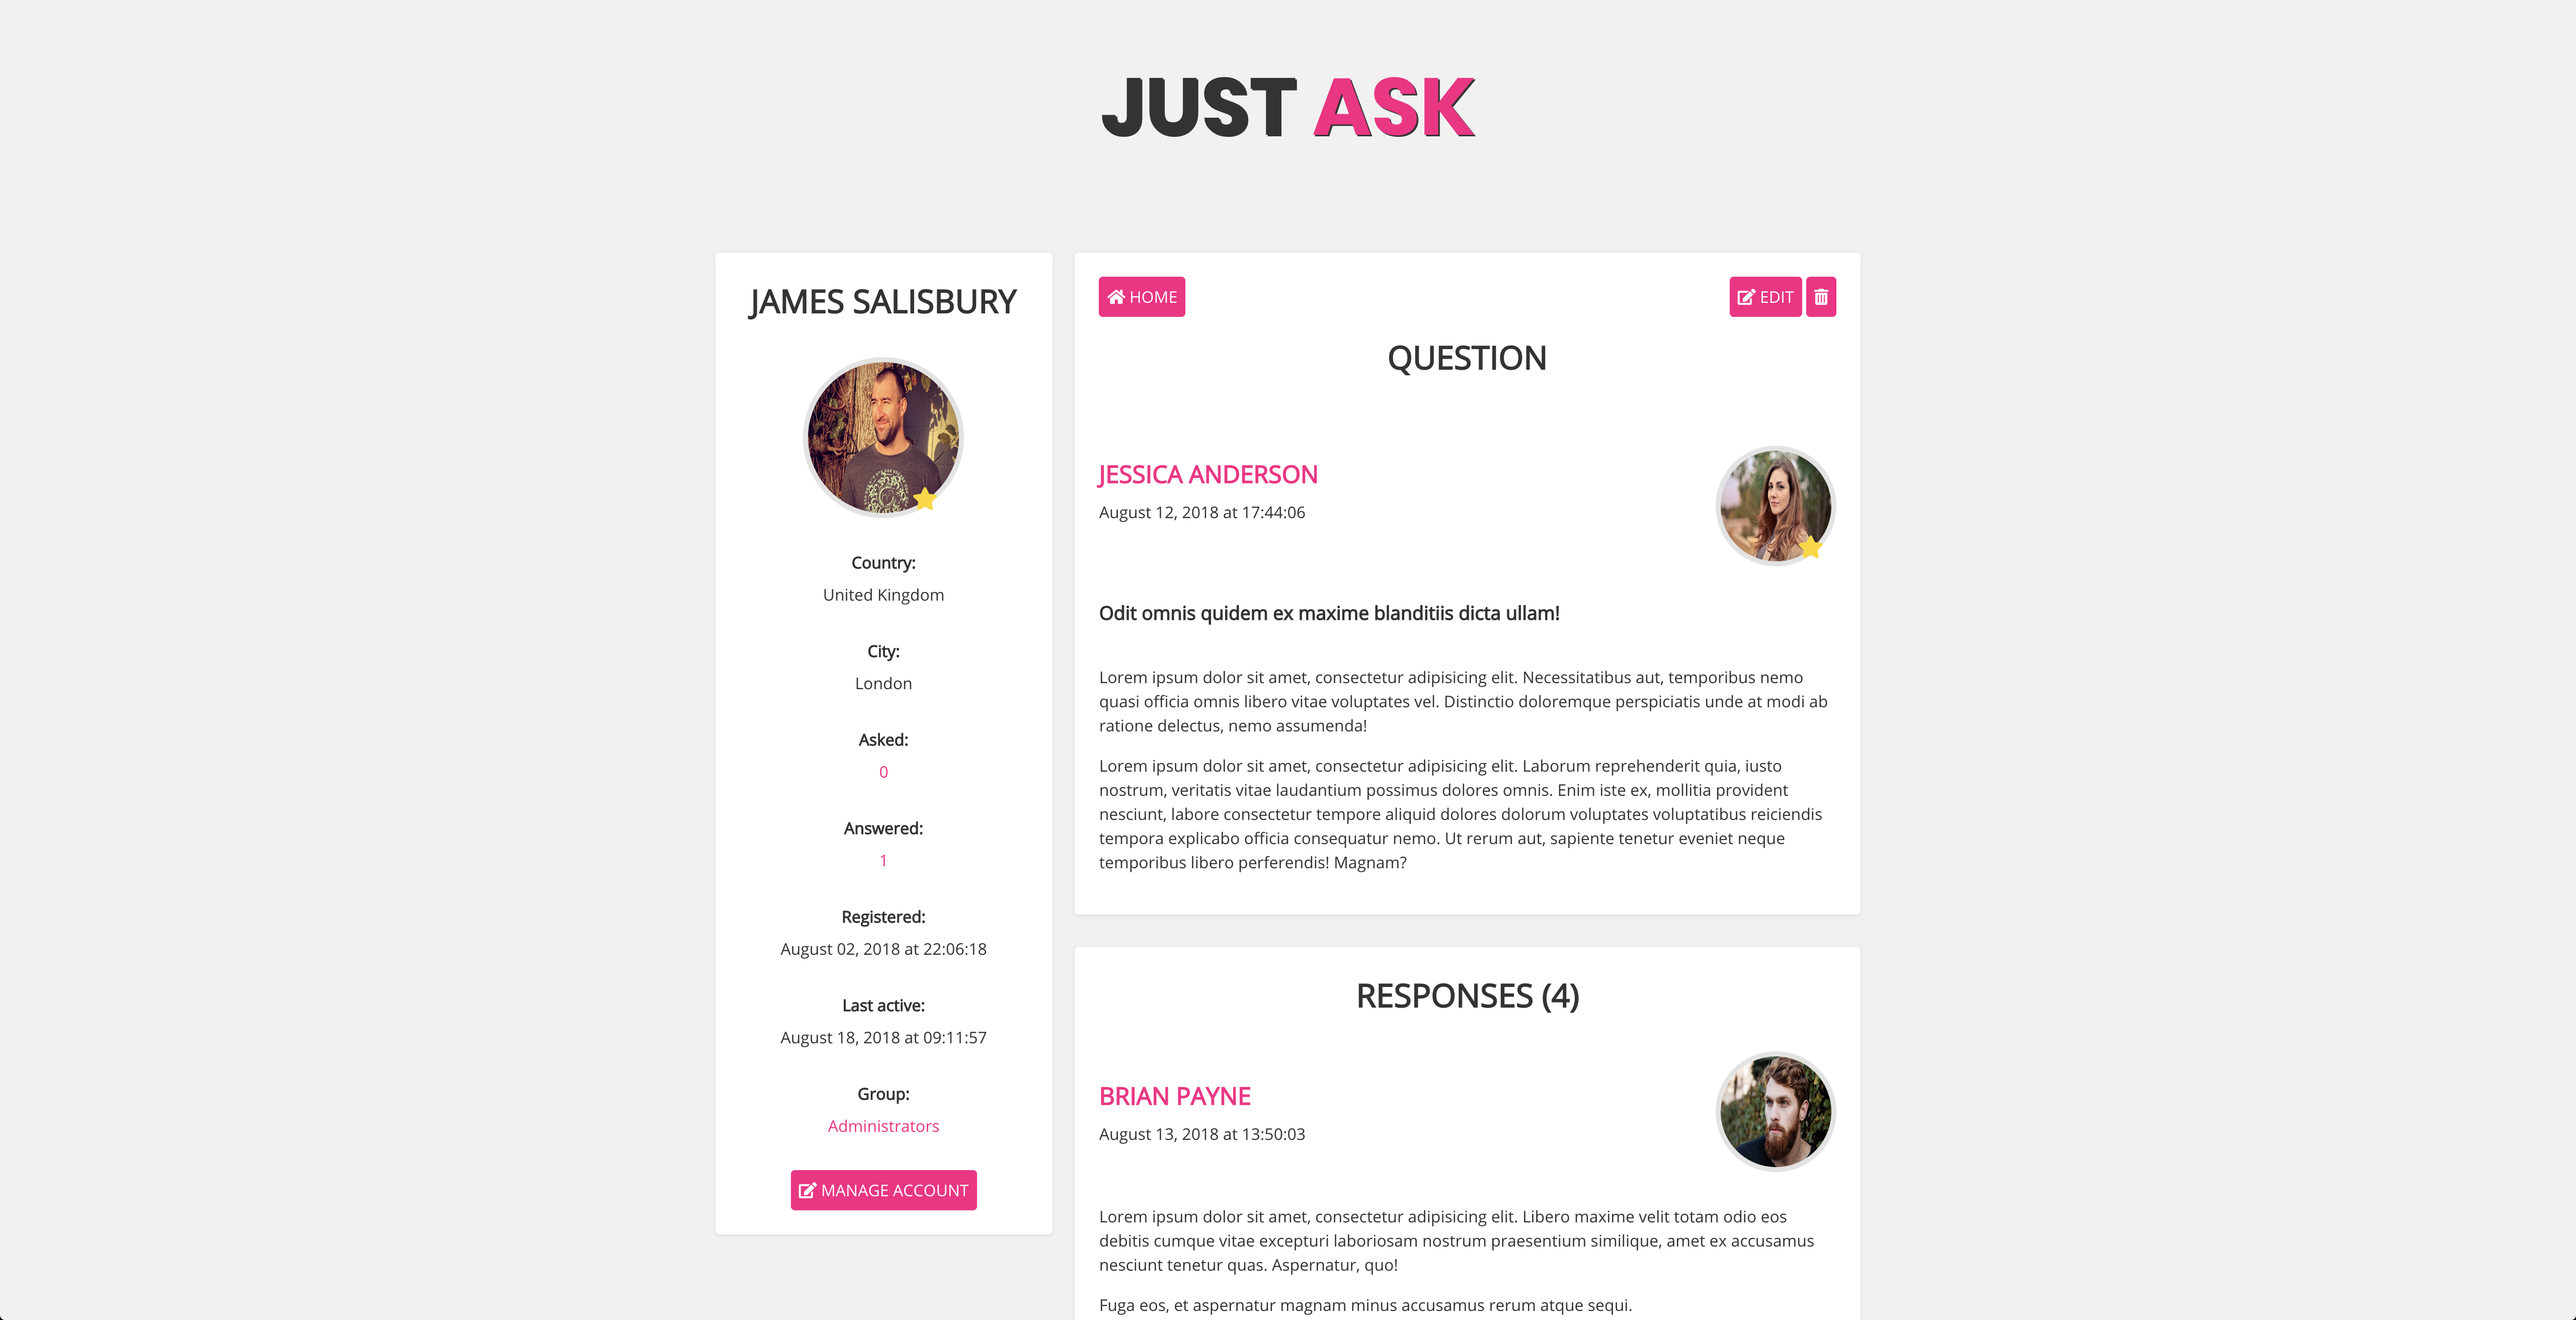 JUST ASK
JAMES SALISBURY
Country:
United Kingdom
City:
London
Asked:
0
Answered:
1
Registered:
August 02, 2018 at 22:06:18
Last active:
August 18, 2018 at 09:11:57
Group:
Administrators
MANAGE ACCOUNT
HOME
EDIT
QUESTION
JESSICA ANDERSON
August 12, 2018 at 17:44:06
Odit omnis quidem ex maxime blanditiis dicta ullam!
Lorem ipsum dolor sit amet, consectetur adipisicing elit. Necessitatibus aut, temporibus nemo
quasi officia omnis libero vitae voluptates vel. Distinctio doloremque perspiciatis unde at modi ab
ratione delectus, nemo assumenda!
Lorem ipsum dolor sit amet, consectetur adipisicing elit. Laborum reprehenderit quia, iusto
nostrum, veritatis vitae laudantium possimus dolores omnis. Enim iste ex, mollitia provident
nesciunt, labore consectetur tempore aliquid dolores dolorum voluptates voluptatibus reiciendis
tempora explicabo officia consequatur nemo. Ut rerum aut, sapiente tenetur eveniet neque
temporibus libero perferendis! Magnam?
RESPONSES (4)
BRIAN PAYNE
August 13, 2018 at 13:50:03
Lorem ipsum dolor sit amet, consectetur adipisicing elit. Libero maxime velit totam odio eos
debitis cumque vitae excepturi laboriosam nostrum praesentium similique, amet ex accusamus
nesciunt tenetur quas. Aspernatur, quo!
Fuga eos, et aspernatur magnam minus accusamus rerum atque sequi.